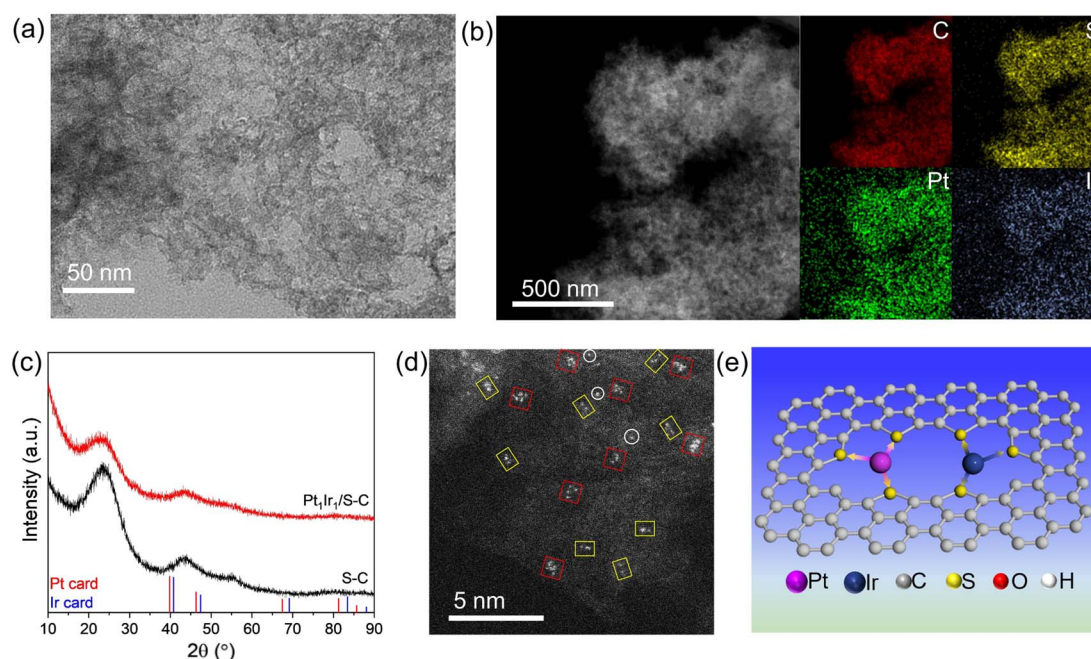 (a)
50 nm
(b)
500 nm
C
S
Pt
(c)
Intensity (a.u.)
Pt₁Ir₁/S-C
S-C
Pt card
Ir card
10 20 30 40 50 60 70 80 90
2θ (°)
(d)
5 nm
(e)
Pt Ir C S O H